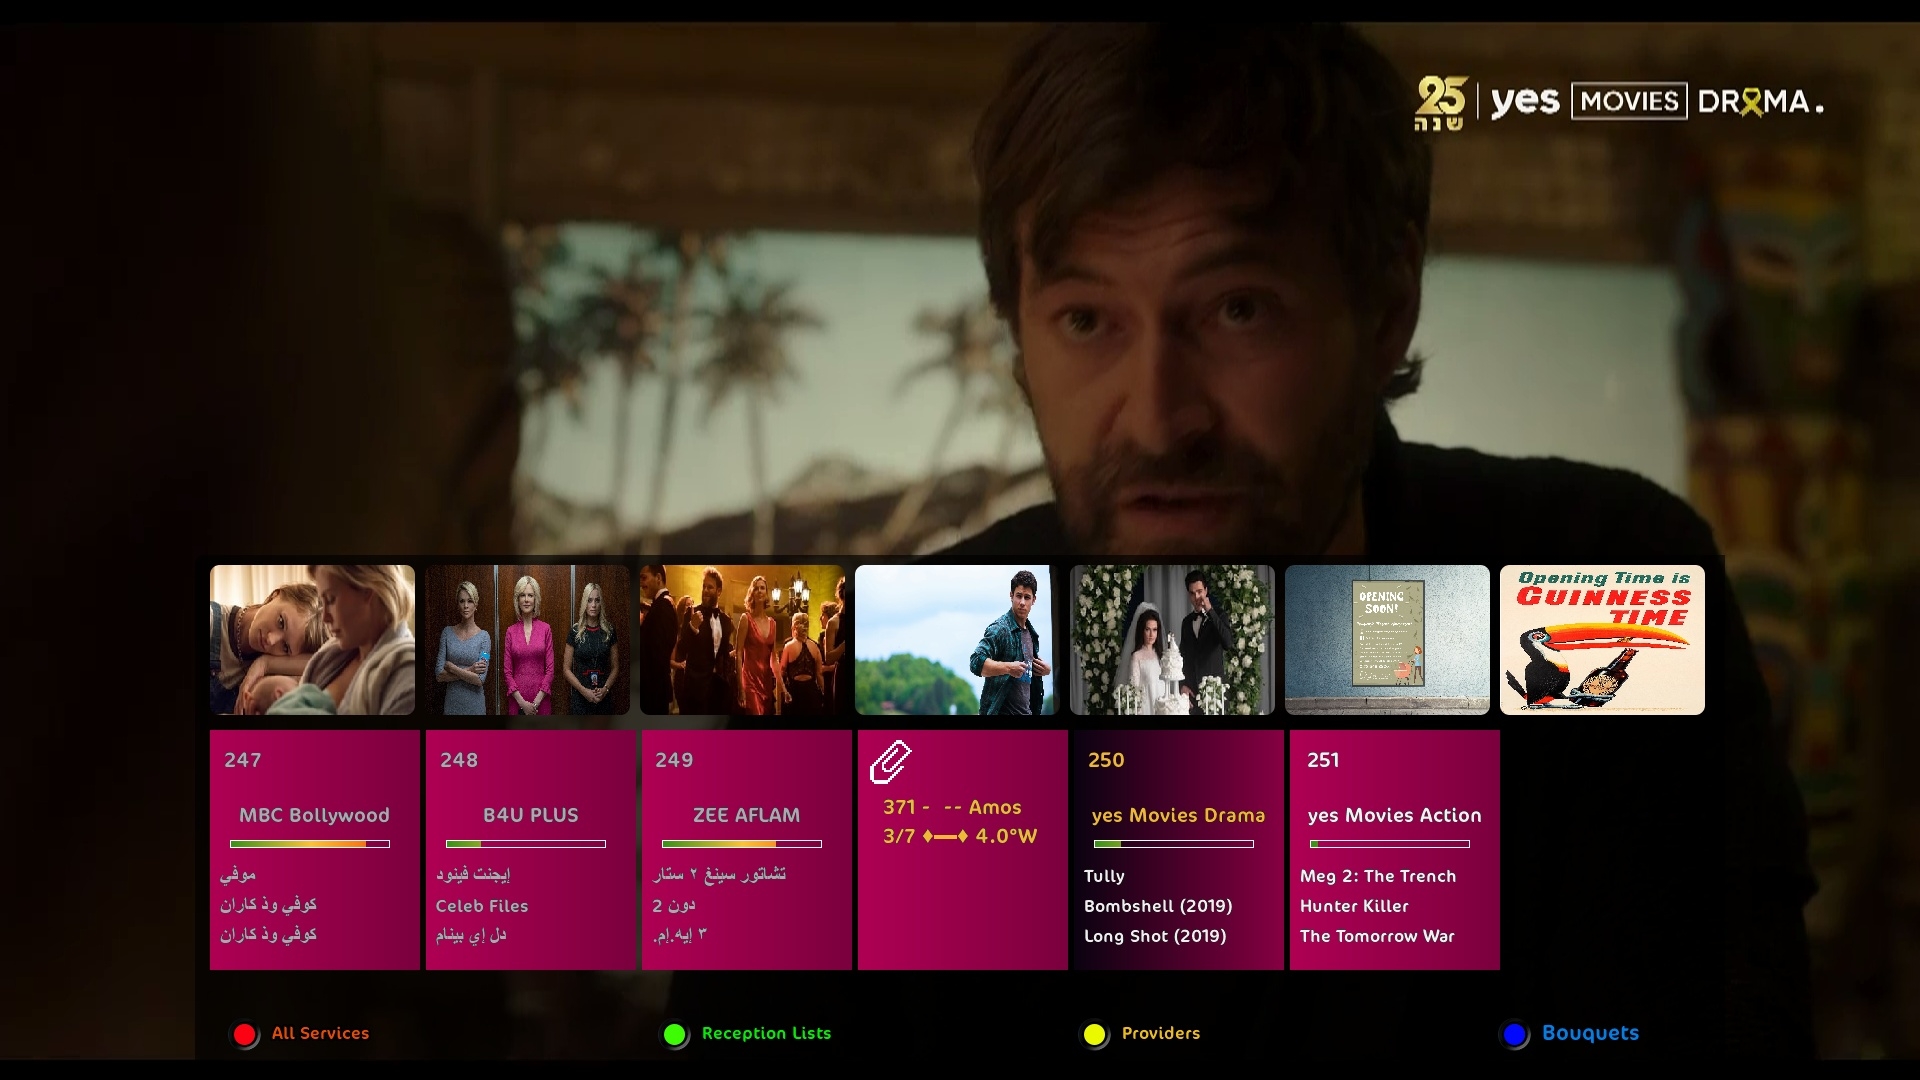 25 שנה yes MOVIES DRAMA.
OPENING SOON!
Opening Time is
GUINNESS
TIME
247
MBC Bollywood
موفي
كوفي وذ كاران
كوفي وذ كاران
248
B4U PLUS
إيجنت فينود
Celeb Files
دل إي بينام
249
ZEE AFLAM
تشاتور سينغ ٢ ستار
دون 2
٣ إيه.إم.
371 - -- Amos
3/7 ♦—♦ 4.0°W
250
yes Movies Drama
Tully
Bombshell (2019)
Long Shot (2019)
251
yes Movies Action
Meg 2: The Trench
Hunter Killer
The Tomorrow War
All Services
Reception Lists
Providers
Bouquets